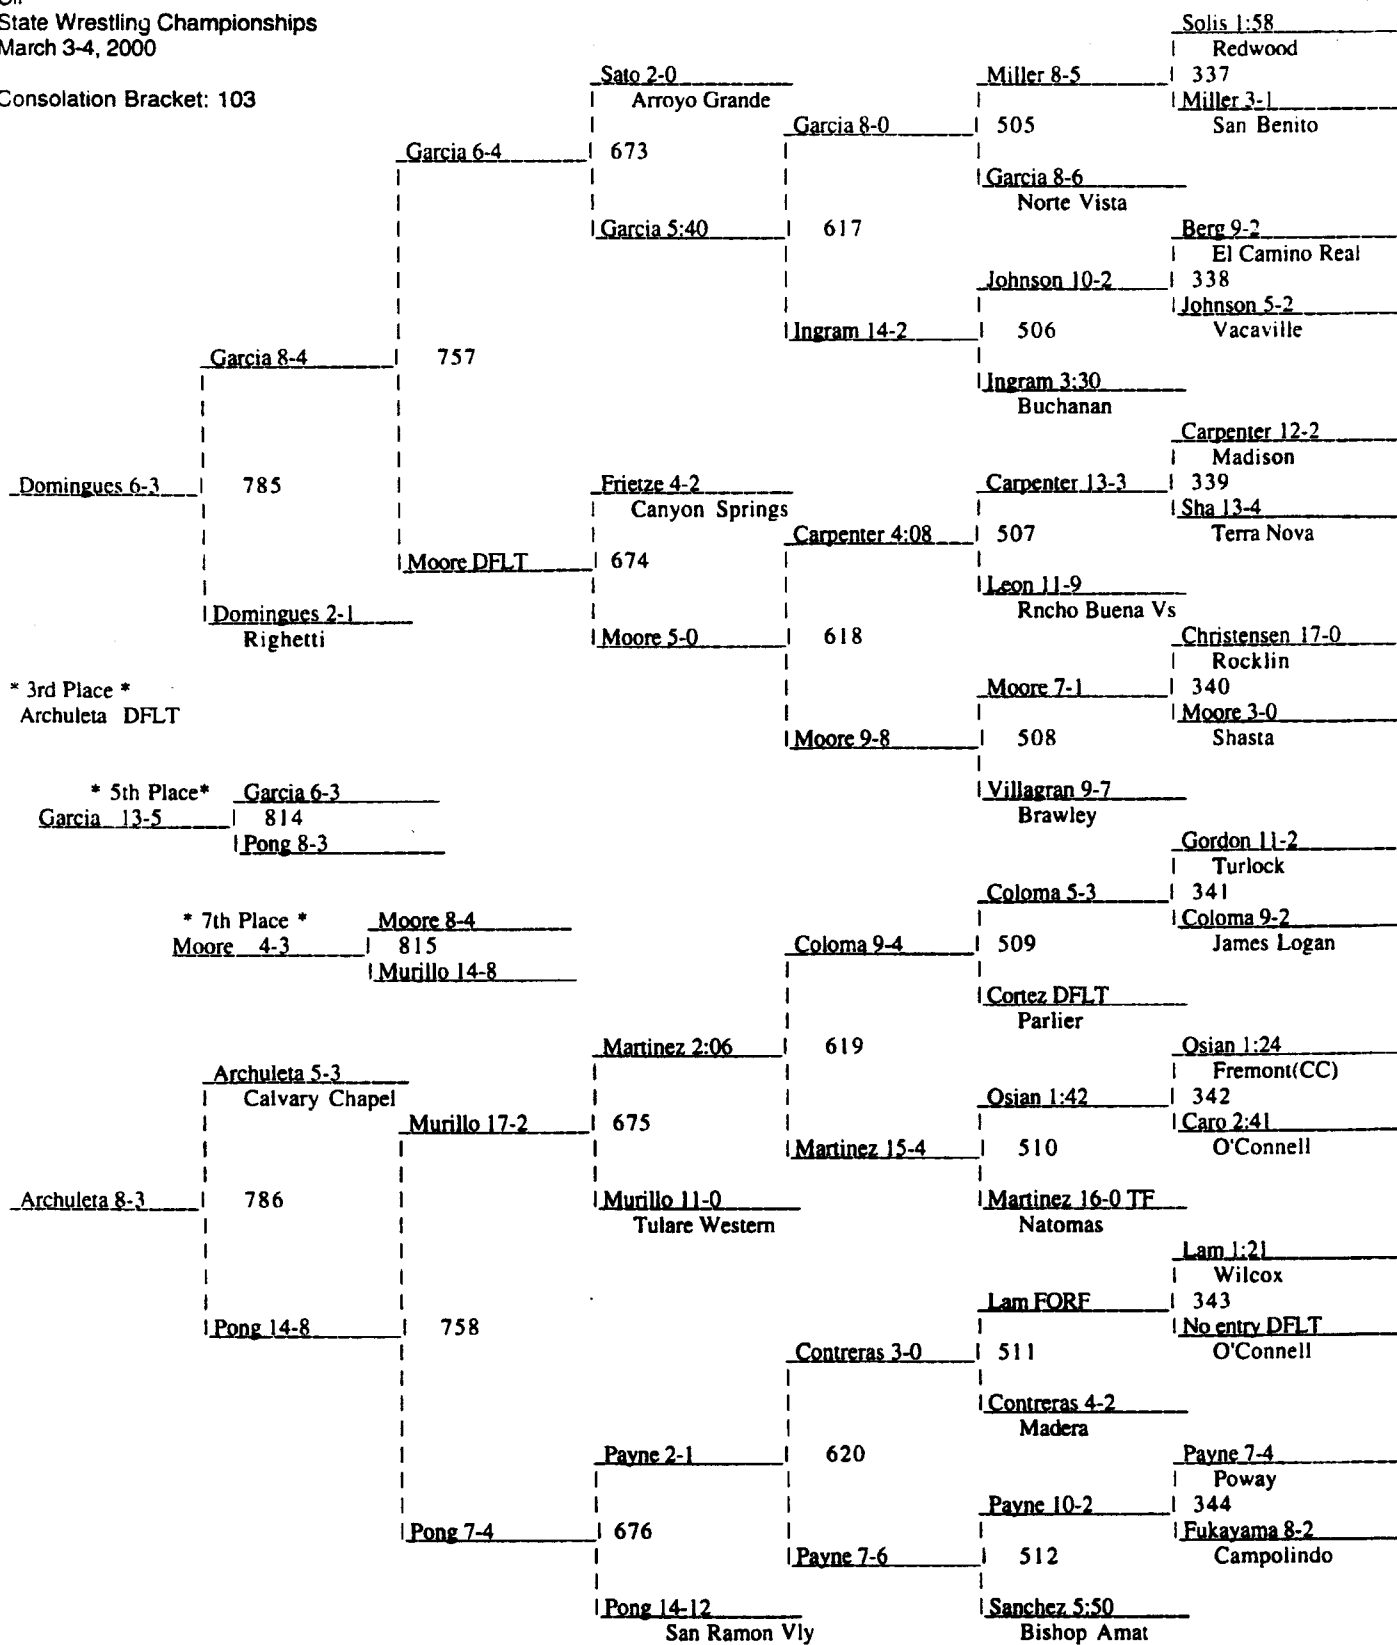 State Wrestling Championships
March 3-4, 2000
Consolation Bracket: 103
Solis 1:58
Redwood
337
Miller 3-1
San Benito
Miller 8-5
505
Garcia 8-6
Norte Vista
Berg 9-2
El Camino Real
338
Johnson 5-2
Vacaville
Johnson 10-2
506
Ingram 3:30
Buchanan
Carpenter 12-2
Madison
339
Sha 13-4
Terra Nova
Carpenter 13-3
507
Leon 11-9
Rncho Buena Vs
Christensen 17-0
Rocklin
340
Moore 3-0
Shasta
Moore 7-1
508
Villagran 9-7
Brawley
Gordon 11-2
Turlock
341
Coloma 9-2
James Logan
Coloma 5-3
509
Cortez DFLT
Parlier
Osian 1:24
Fremont(CC)
342
Caro 2:41
O'Connell
Osian 1:42
510
Martinez 16-0 TF
Natomas
Lam 1:21
Wilcox
343
No entry DFLT
O'Connell
Lam FORF
511
Contreras 4-2
Madera
Payne 7-4
Poway
344
Fukayama 8-2
Campolindo
Payne 10-2
512
Sanchez 5:50
Bishop Amat
Garcia 8-0
617
Ingram 14-2
Carpenter 4:08
618
Moore 9-8
Coloma 9-4
619
Martinez 15-4
Contreras 3-0
620
Payne 7-6
Sato 2-0
Arroyo Grande
673
Garcia 5:40
Frietze 4-2
Canyon Springs
674
Moore 5-0
Martinez 2:06
675
Murillo 11-0
Tulare Western
Payne 2-1
676
Pong 14-12
San Ramon Vly
Garcia 6-4
757
Moore DFLT
Murillo 17-2
758
Pong 7-4
Garcia 8-4
785
Domingues 2-1
Righetti
Domingues 6-3
Archuleta 5-3
Calvary Chapel
786
Pong 14-8
Archuleta 8-3
* 3rd Place *
Archuleta DFLT
* 5th Place*
Garcia 6-3
Garcia 13-5
814
Pong 8-3
* 7th Place *
Moore 8-4
Moore 4-3
815
Murillo 14-8